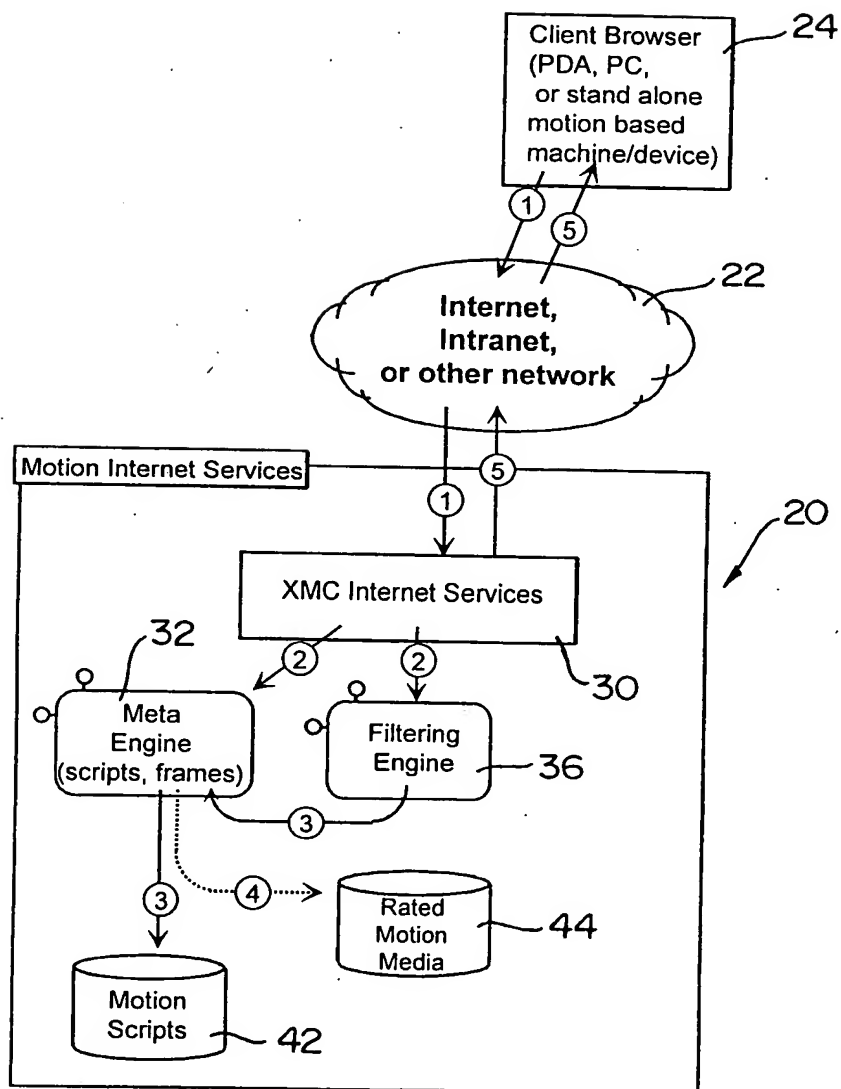 Client Browser
(PDA, PC,
or stand alone
motion based
machine/device)
24
1
5
22
Internet,
Intranet,
or other network
Motion Internet Services
5
1
20
XMC Internet Services
30
32
2
2
Meta
Engine
(scripts, frames)
Filtering
Engine
36
3
3
4
Rated
Motion
Media
44
Motion
Scripts
42